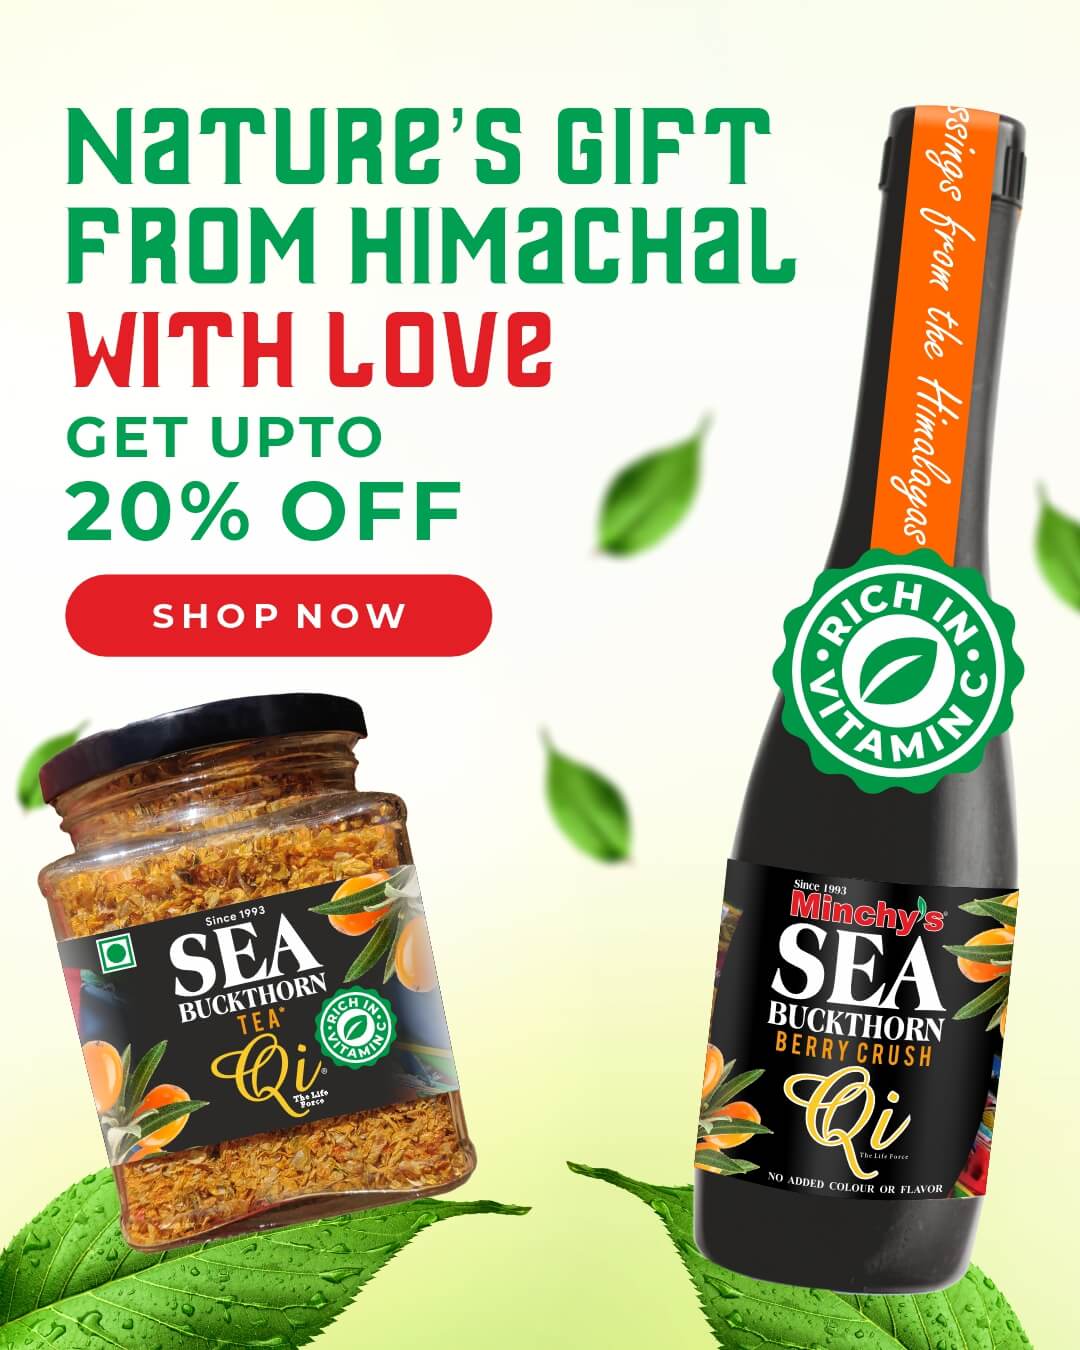 NaTURe'S GIFT
FROM HIMaCHaL
WITH LOVe
GET UPTO
20% OFF
SHOP NOW
ssings from the Himalayas
RICH IN
VITAMIN C
Since 1993
SEA
BUCKTHORN
TEA*
Qi®
The Life
Force
RICH IN
VITAMIN C
Since 1993
Minchy's®
SEA
BUCKTHORN
BERRY CRUSH
Qi
The Life Force
NO ADDED COLOUR OR FLAVOR